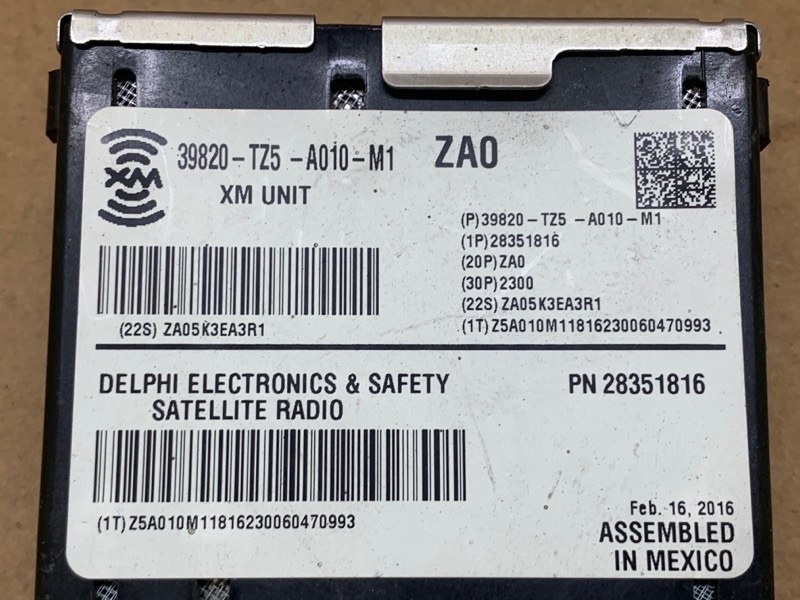 XM
39820-TZ5 -A010-M1
ZA0
XM UNIT
(P)39820-TZ5 -A010-M1
(1P)28351816
(20P)ZA0
(30P)2300
(22S)ZA05K3EA3R1
(1T)Z5A010M11816230060470993
(22S) ZA05K3EA3R1
DELPHI ELECTRONICS & SAFETY
PN 28351816
SATELLITE RADIO
(1T)Z5A010M11816230060470993
Feb. 16, 2016
ASSEMBLED
IN MEXICO